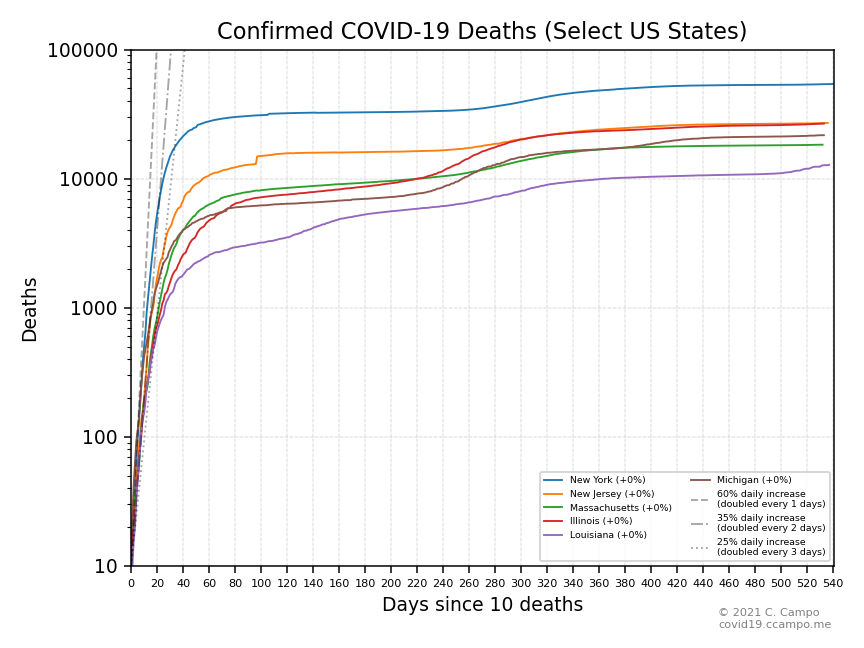 Confirmed COVID-19 Deaths (Select US States)
100000
10000
1000
100
10
Deaths
0 20 40 60 80 100 120 140 160 180 200 220 240 260 280 300 320 340 360 380 400 420 440 460 480 500 520 540
Days since 10 deaths
New York (+0%)
New Jersey (+0%)
Massachusetts (+0%)
Illinois (+0%)
Louisiana (+0%)
Michigan (+0%)
60% daily increase
(doubled every 1 days)
35% daily increase
(doubled every 2 days)
25% daily increase
(doubled every 3 days)
© 2021 C. Campo
covid19.ccampo.me